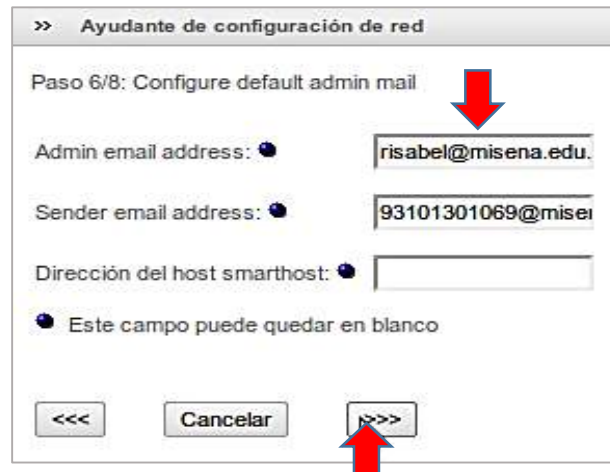 >> Ayudante de configuración de red
Paso 6/8: Configure default admin mail
Admin email address: risabel@misena.edu.
Sender email address: 93101301069@miser
Dirección del host smarthost:
Este campo puede quedar en blanco
<<< Cancelar >>>